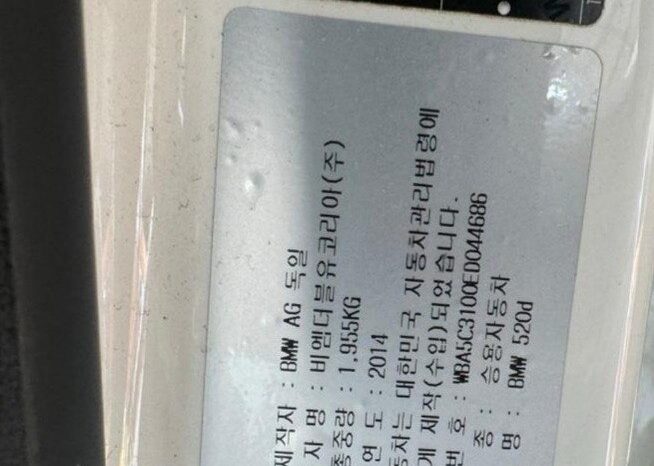 제작자 : BMW AG 독일
자 명 : 비엠더블유코리아(주)
총중량 : 1,955KG
연 도 : 2014
동차는 대한민국 자동차관리법령에
게 제작(수입)되었습니다.
번 호 : WBA5C3100ED044686
종 : 승용자동차
명 : BMW 520d